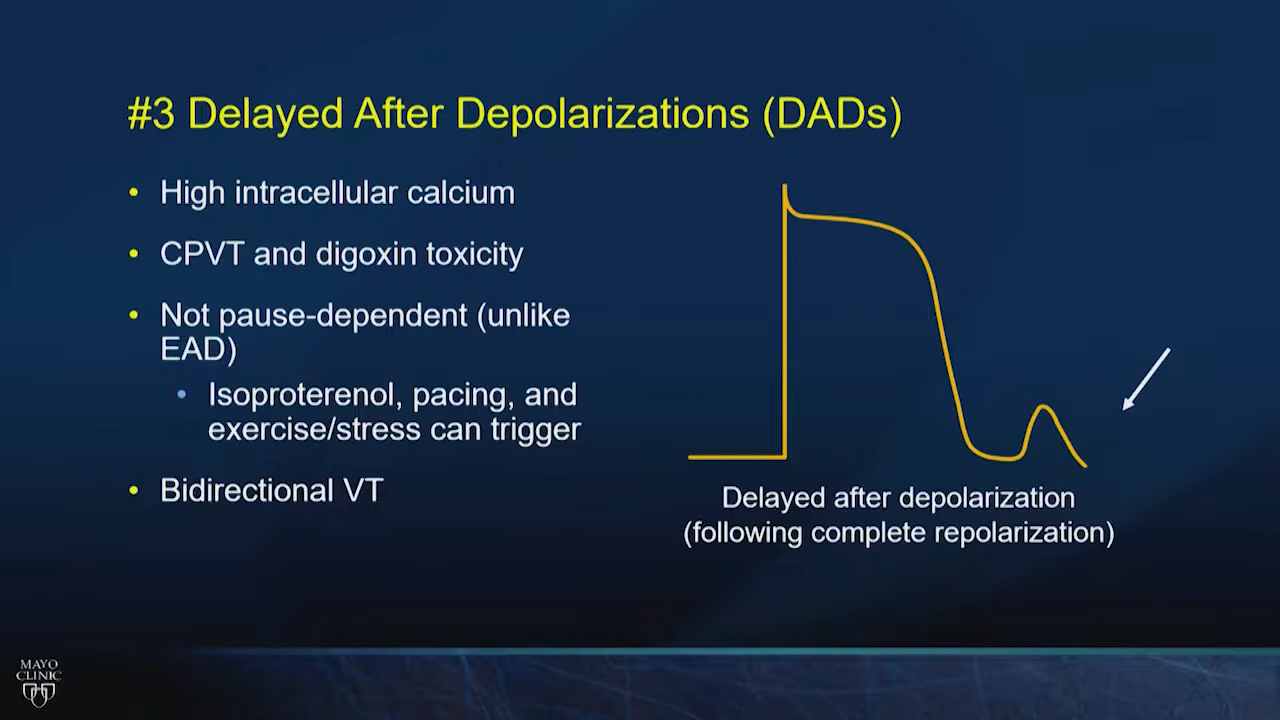 #3 Delayed After Depolarizations (DADs)
• High intracellular calcium
• CPVT and digoxin toxicity
• Not pause-dependent (unlike
EAD)
• Isoproterenol, pacing, and
exercise/stress can trigger
• Bidirectional VT
Delayed after depolarization
(following complete repolarization)
MAYO
CLINIC